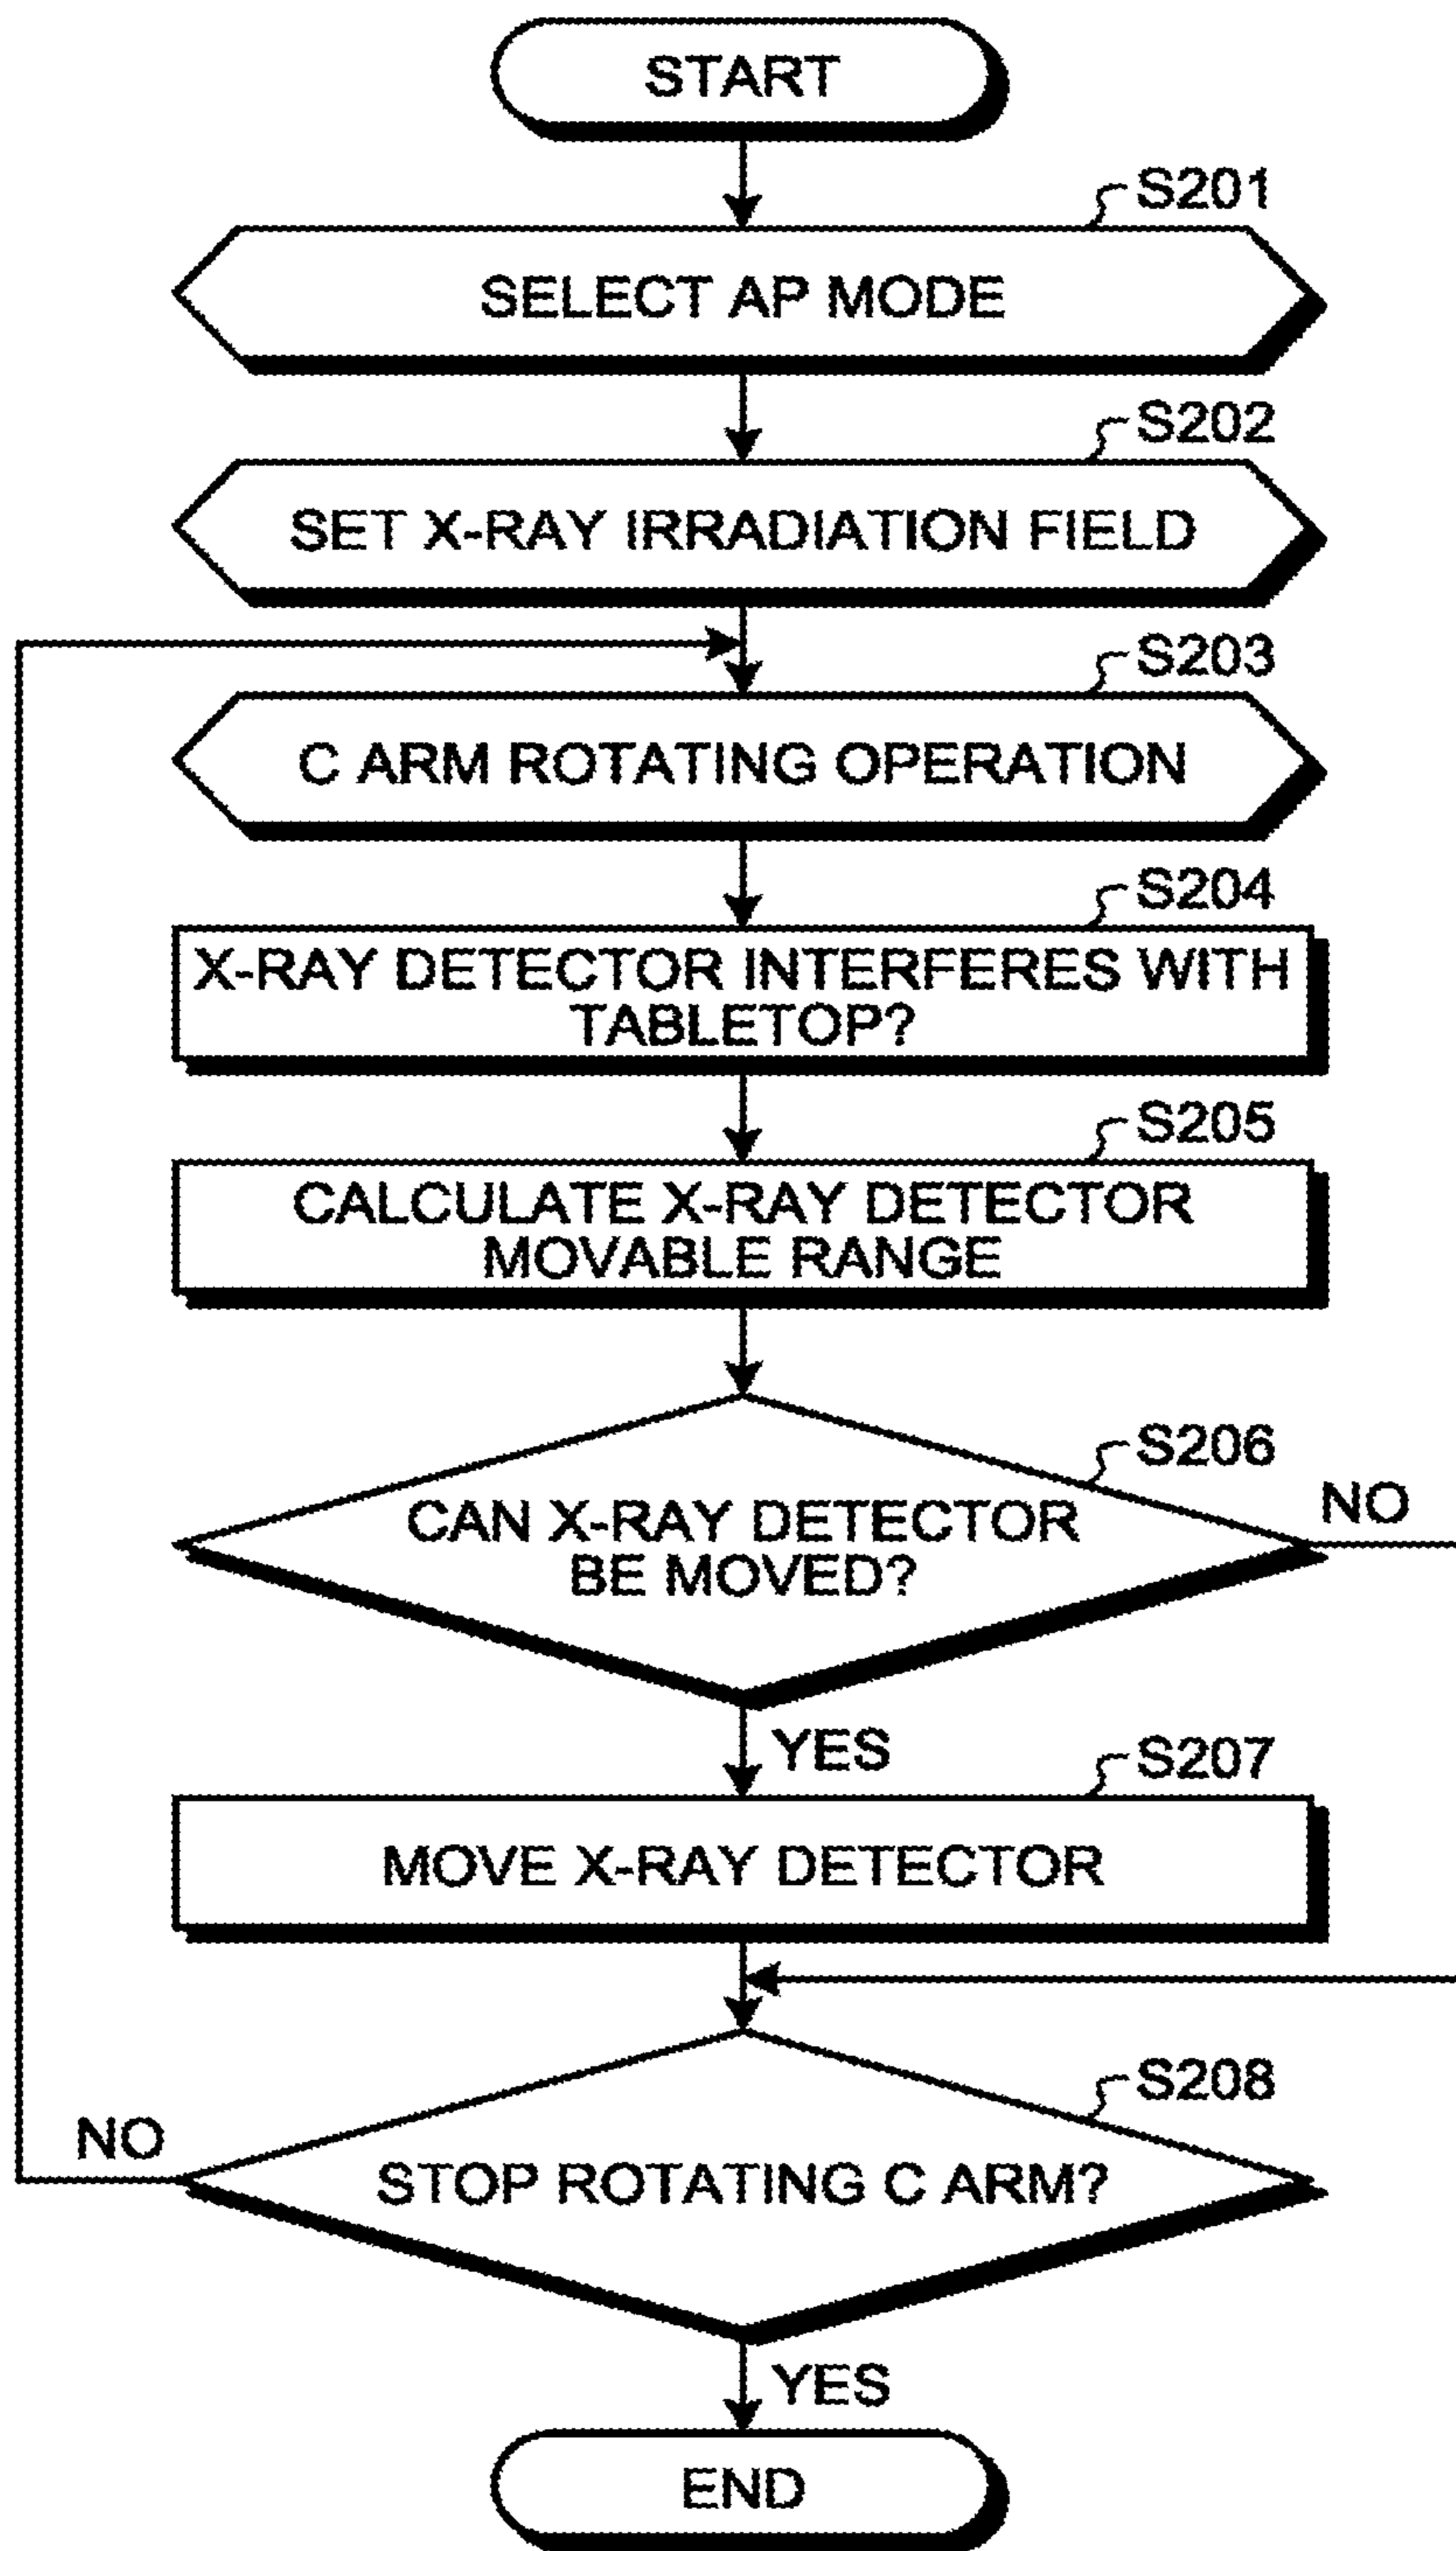 START
S201
SELECT AP MODE
S202
SET X-RAY IRRADIATION FIELD
S203
C ARM ROTATING OPERATION
S204
X-RAY DETECTOR INTERFERES WITH
TABLETOP?
S205
CALCULATE X-RAY DETECTOR
MOVABLE RANGE
S206
CAN X-RAY DETECTOR
BE MOVED?
NO
YES
S207
MOVE X-RAY DETECTOR
S208
STOP ROTATING C ARM?
NO
YES
END